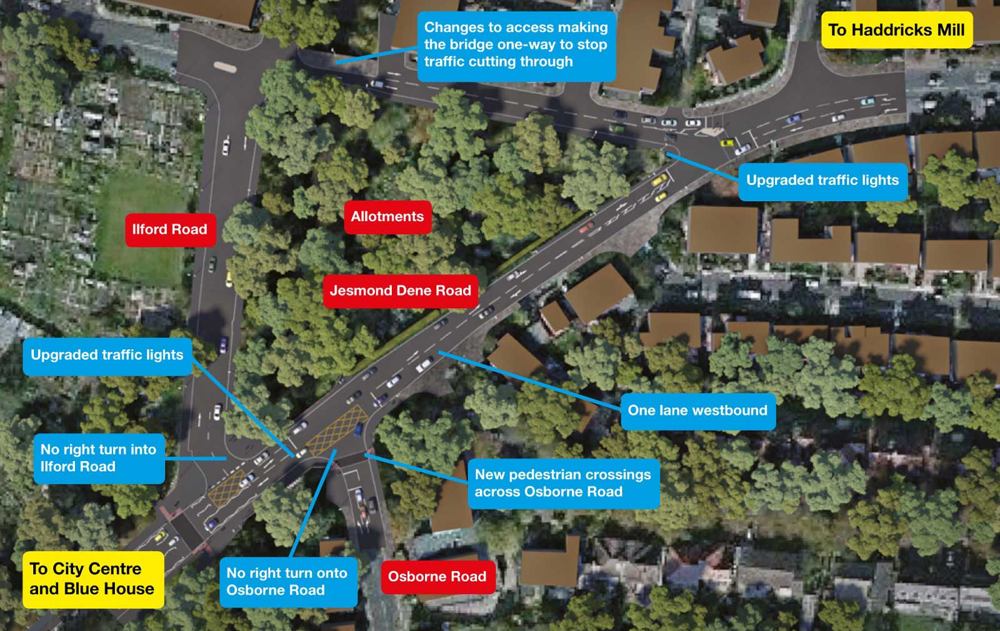 Changes to access making
the bridge one-way to stop
traffic cutting through
To Haddricks Mill
Upgraded traffic lights
Ilford Road
Allotments
Jesmond Dene Road
Upgraded traffic lights
One lane westbound
No right turn into
Ilford Road
New pedestrian crossings
across Osborne Road
To City Centre
and Blue House
No right turn onto
Osborne Road
Osborne Road